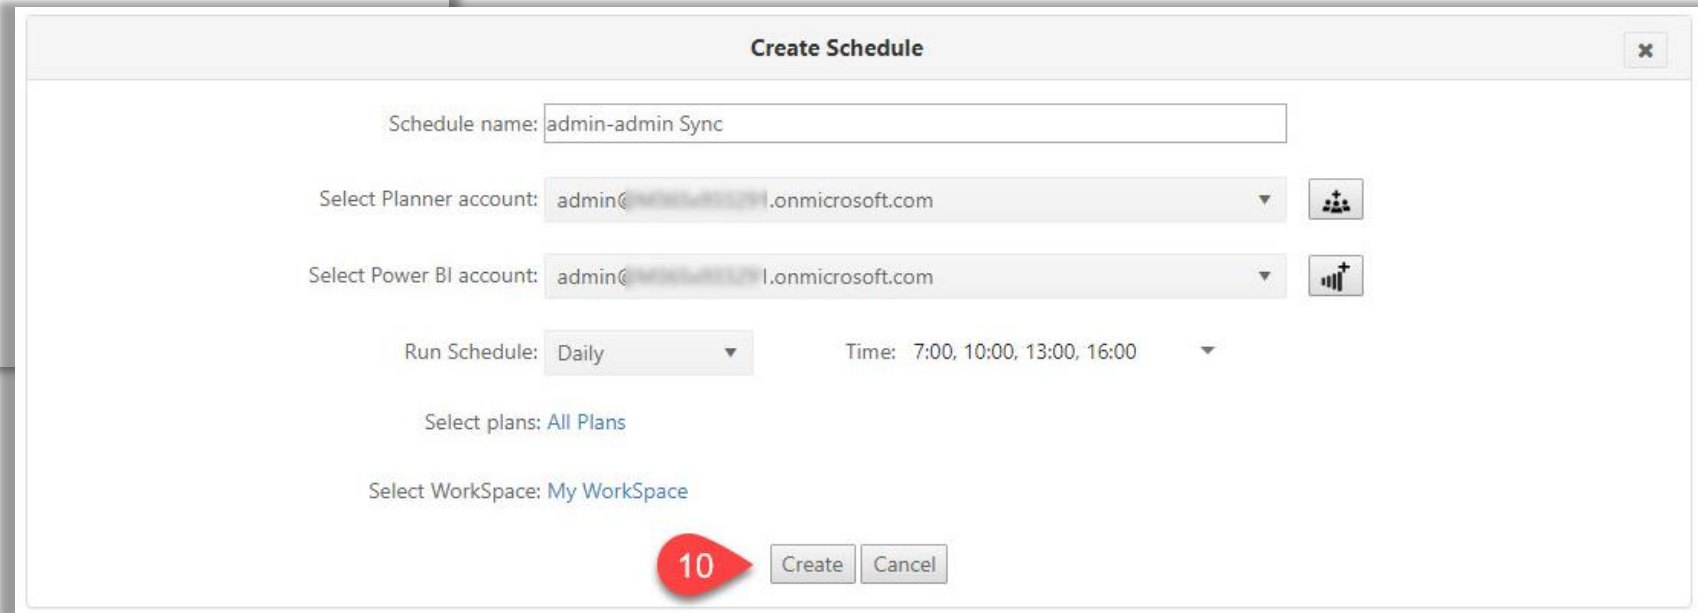 Create Schedule
Schedule name: admin-admin Sync
Select Planner account: admin@ .onmicrosoft.com
Select Power BI account: admin@ .onmicrosoft.com
Run Schedule: Daily Time: 7:00, 10:00, 13:00, 16:00
Select plans: All Plans
Select WorkSpace: My WorkSpace
10 Create Cancel